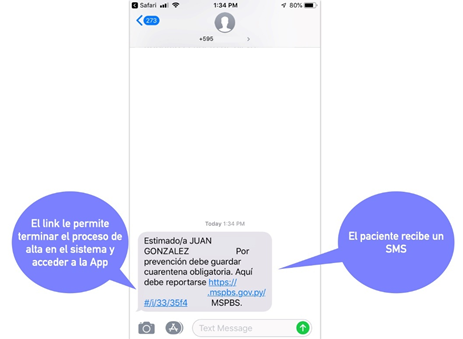 Safari
1:34 PM
80%
273
+595
Today 1:34 PM
Estimado/a JUAN
GONZALEZ Por
prevención debe guardar
cuarentena obligatoria. Aquí
debe reportarse https://
.mspbs.gov.py/
#/i/33/35f4 MSPBS.
Text Message
El link le permite
terminar el proceso de
alta en el sistema y
acceder a la App
El paciente recibe un
SMS